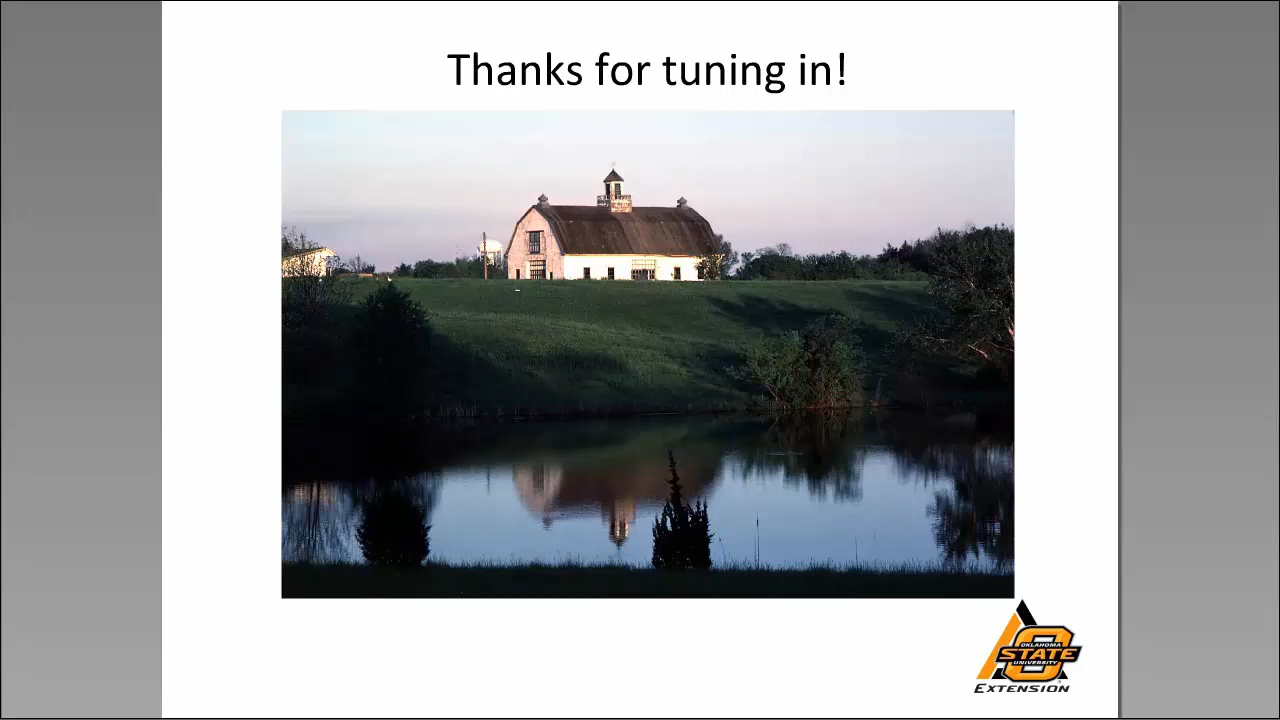 Thanks for tuning in!
OKLAHOMA
STATE
UNIVERSITY
EXTENSION